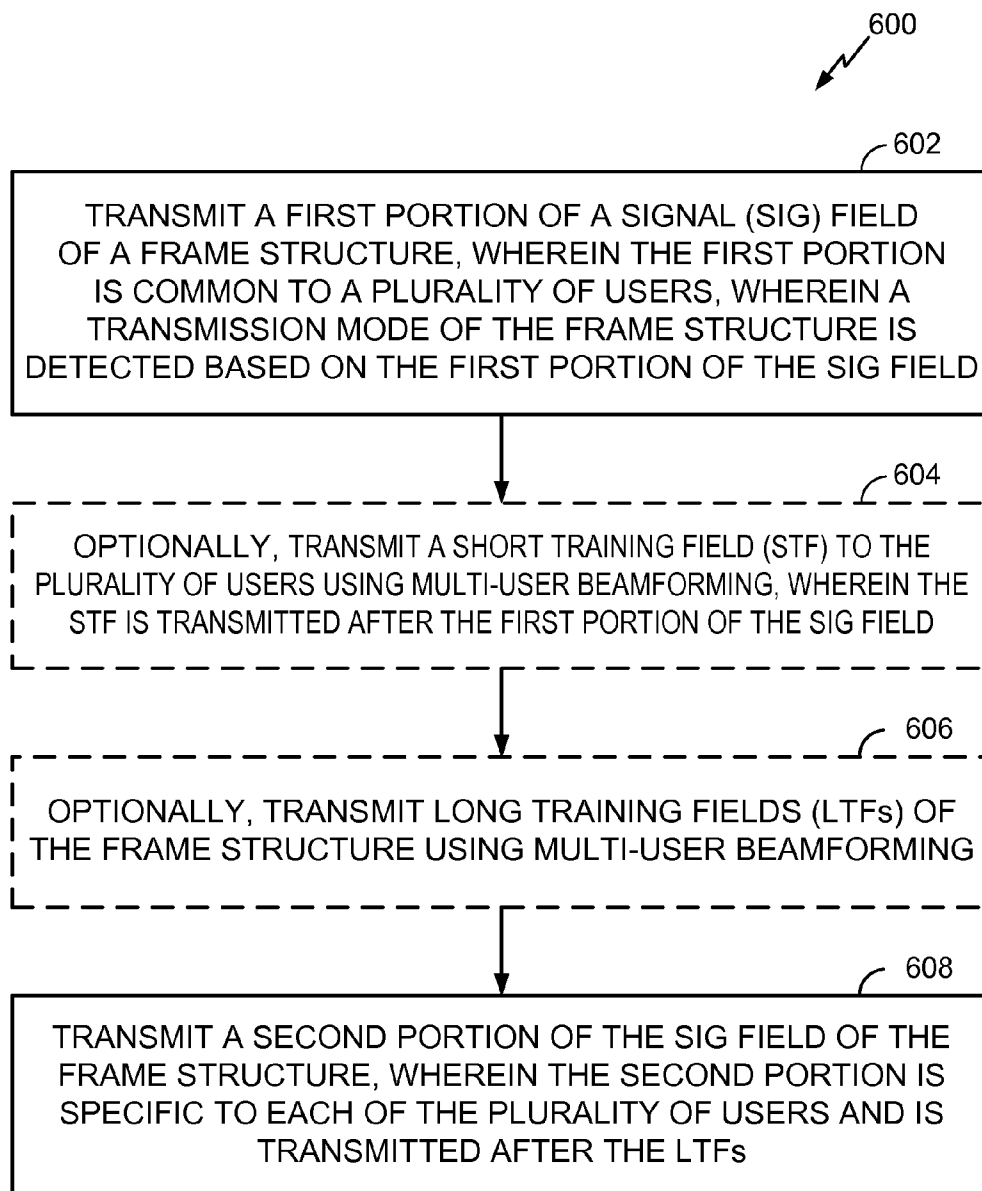 600
602
TRANSMIT A FIRST PORTION OF A SIGNAL (SIG) FIELD
OF A FRAME STRUCTURE, WHEREIN THE FIRST PORTION
IS COMMON TO A PLURALITY OF USERS, WHEREIN A
TRANSMISSION MODE OF THE FRAME STRUCTURE IS
DETECTED BASED ON THE FIRST PORTION OF THE SIG FIELD
604
OPTIONALLY, TRANSMIT A SHORT TRAINING FIELD (STF) TO THE
PLURALITY OF USERS USING MULTI-USER BEAMFORMING, WHEREIN THE
STF IS TRANSMITTED AFTER THE FIRST PORTION OF THE SIG FIELD
606
OPTIONALLY, TRANSMIT LONG TRAINING FIELDS (LTFs) OF
THE FRAME STRUCTURE USING MULTI-USER BEAMFORMING
608
TRANSMIT A SECOND PORTION OF THE SIG FIELD OF THE
FRAME STRUCTURE, WHEREIN THE SECOND PORTION IS
SPECIFIC TO EACH OF THE PLURALITY OF USERS AND IS
TRANSMITTED AFTER THE LTFs